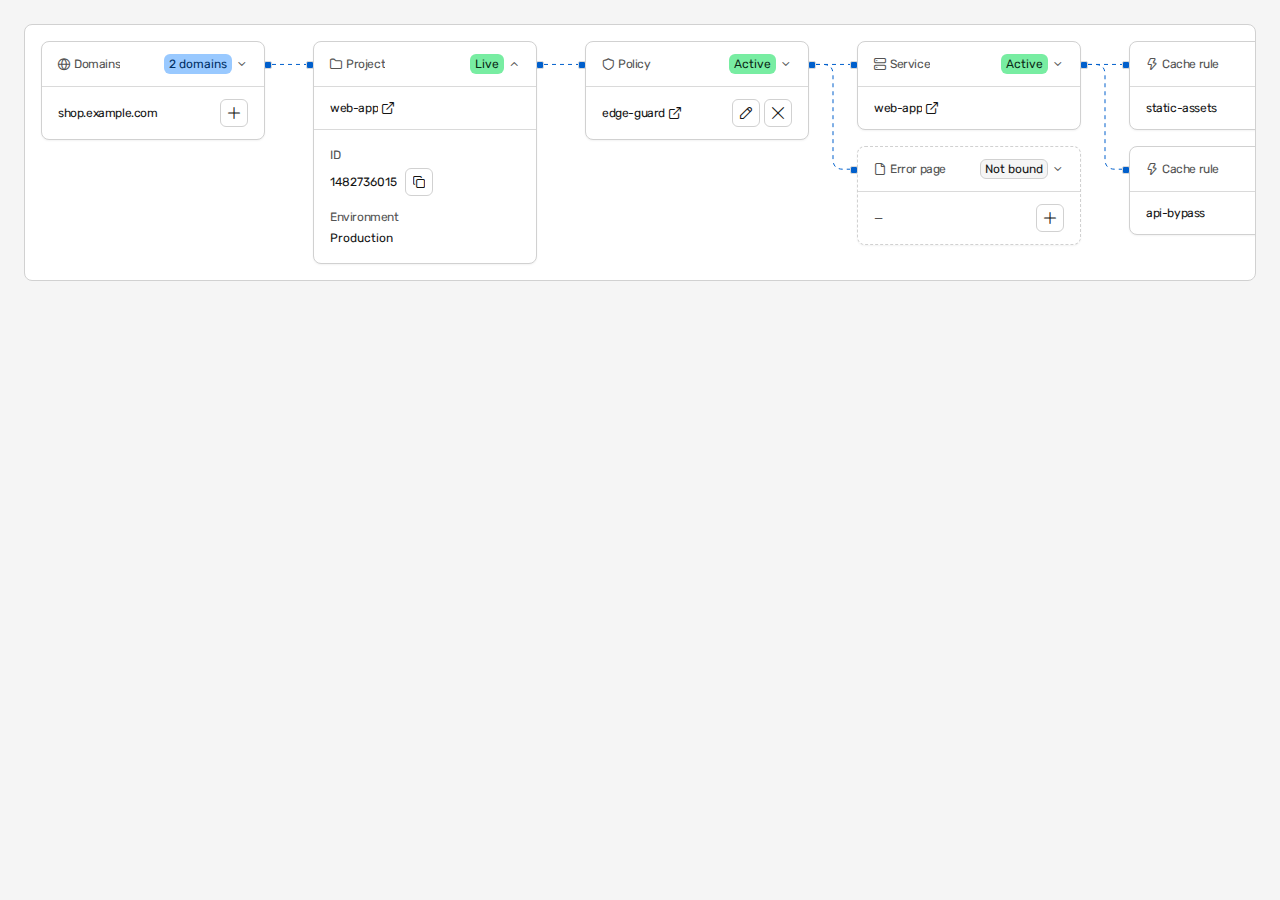 Domains
2 domains
shop.example.com
Project
Live
web-app
ID
1482736015
Environment
Production
Policy
Active
edge-guard
Service
Active
web-app
Error page
Not bound
–
Cache rule
static-assets
Cache rule
api-bypass